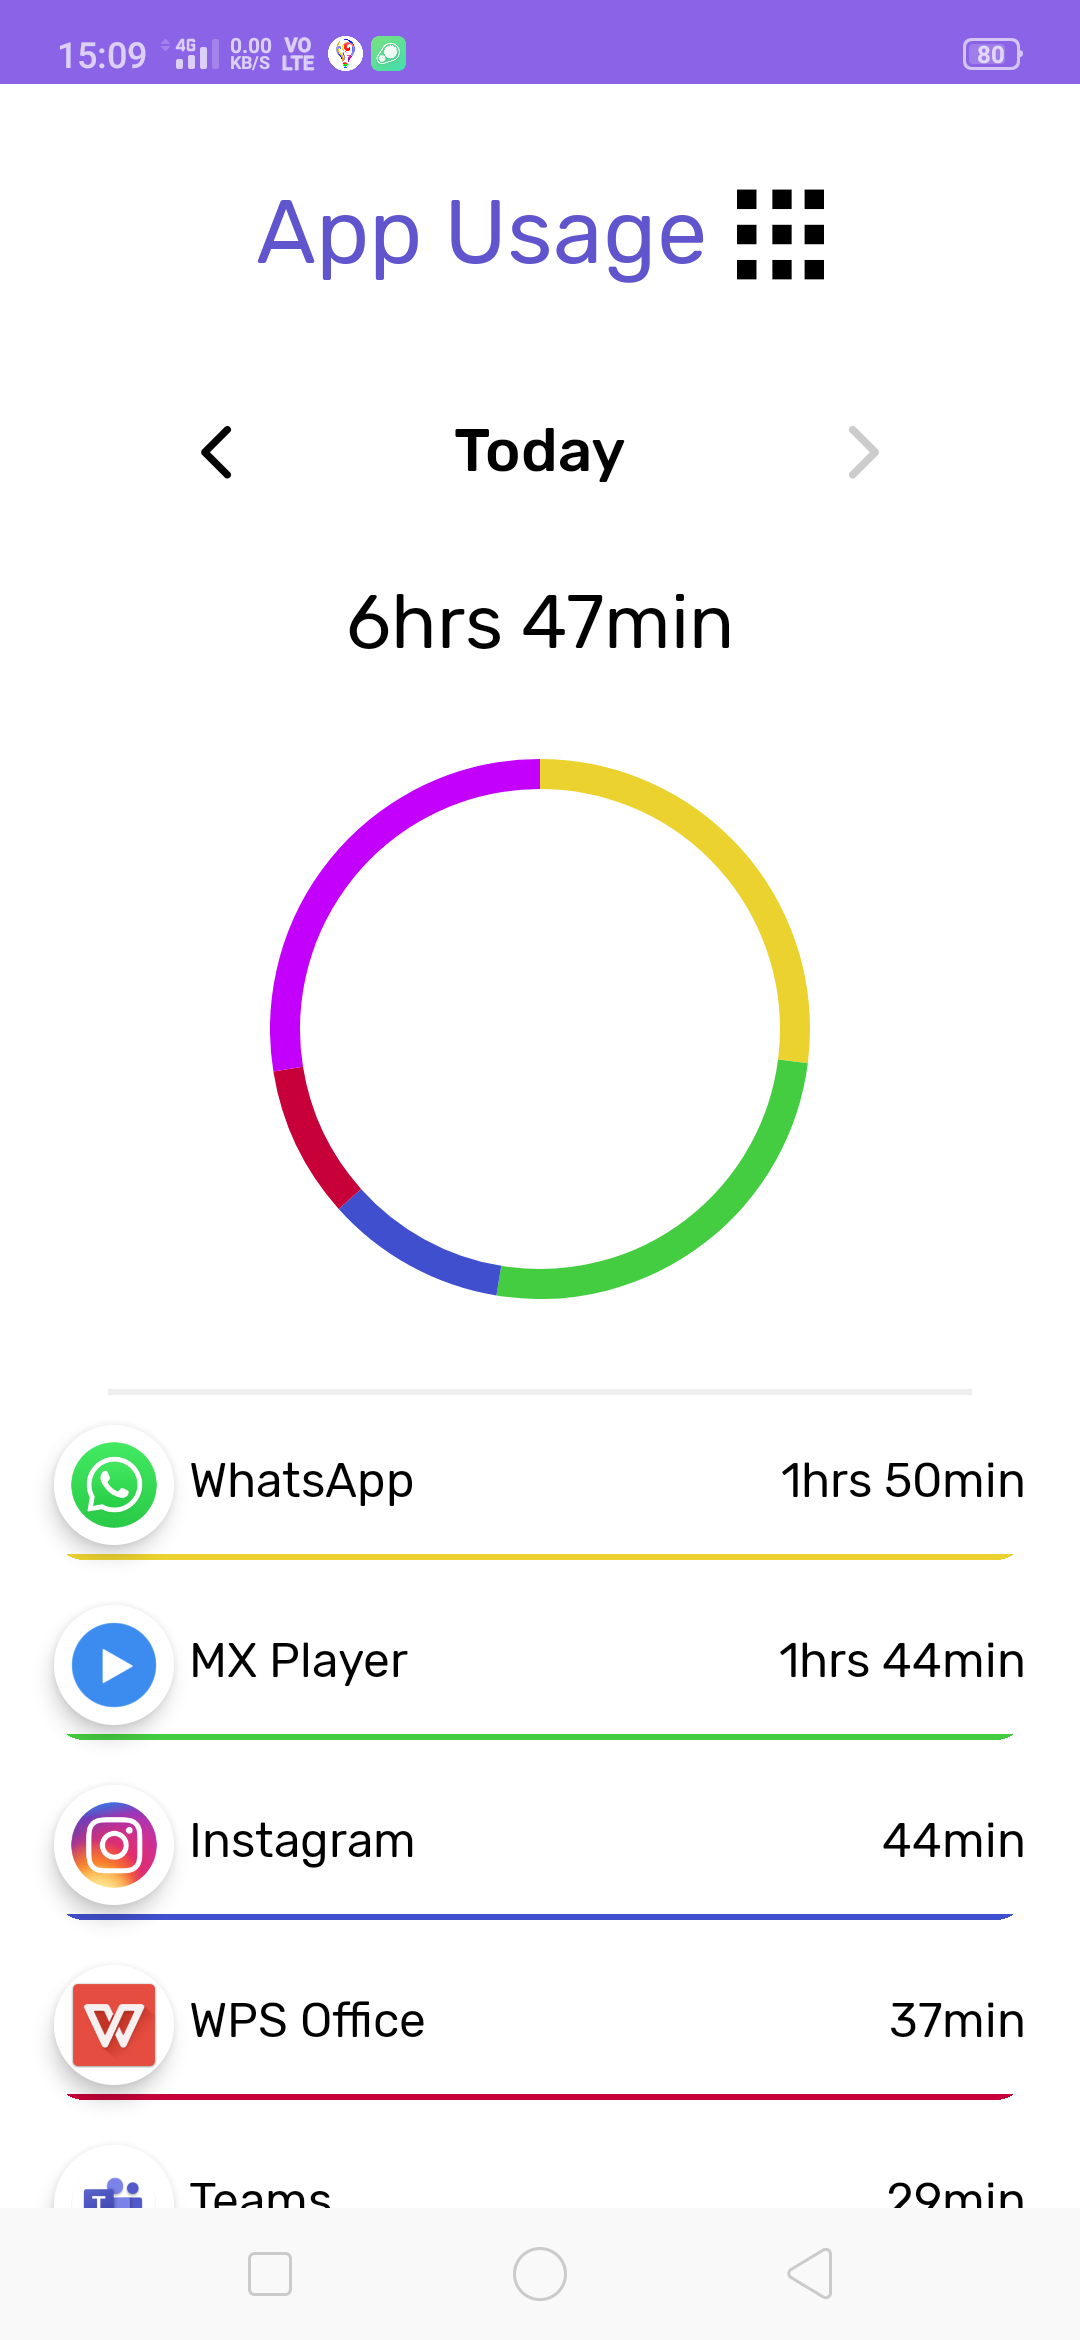 15:09 4G 0.00 KB/S VO LTE 80
App Usage
Today
6hrs 47min
WhatsApp 1hrs 50min
MX Player 1hrs 44min
Instagram 44min
WPS Office 37min
Teams 29min